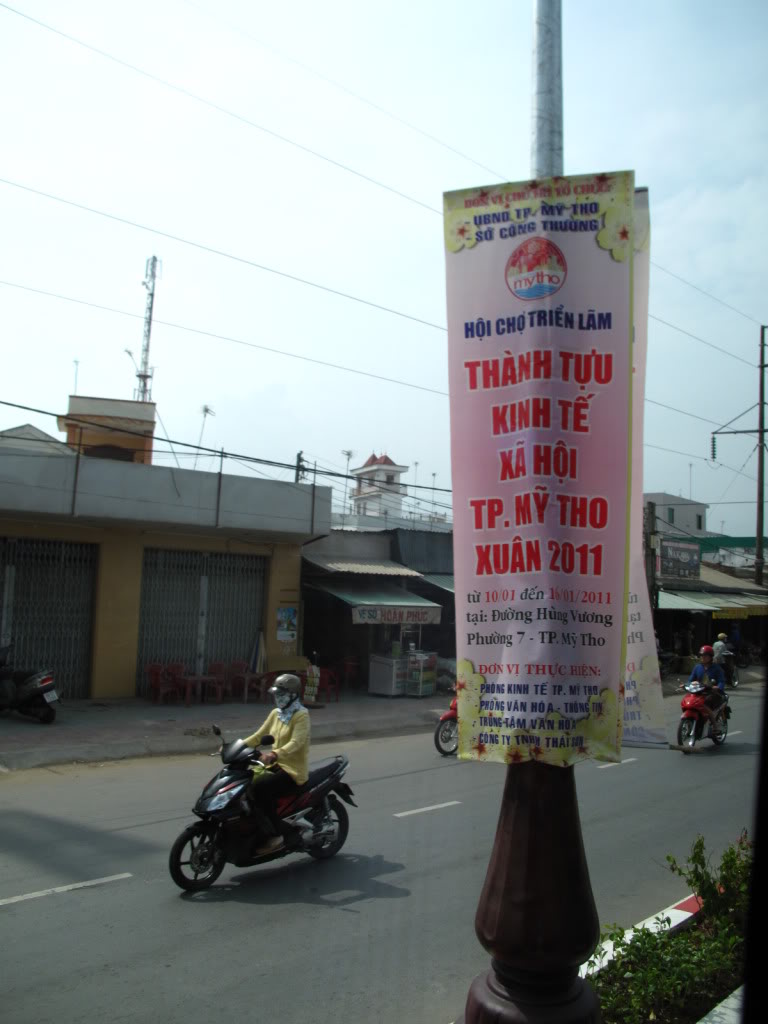 ĐƠN VỊ CHỦ TRÌ TỔ CHỨC:
- UBND TP. MỸ THO
- SỞ CÔNG THƯƠNG
mytho
HỘI CHỢ TRIỂN LÃM
THÀNH TỰU
KINH TẾ
XÃ HỘI
TP. MỸ THO
XUÂN 2011
từ 10/01 đến 16/01/2011
tại: Đường Hùng Vương
Phường 7 - TP. Mỹ Tho
ĐƠN VỊ THỰC HIỆN:
- PHÒNG KINH TẾ TP. MỸ THO
- PHÒNG VĂN HÓA - THÔNG TIN
- TRUNG TÂM VĂN HÓA
- CÔNG TY TNHH THÁI
VÉ SỐ HOÀN PHÚC